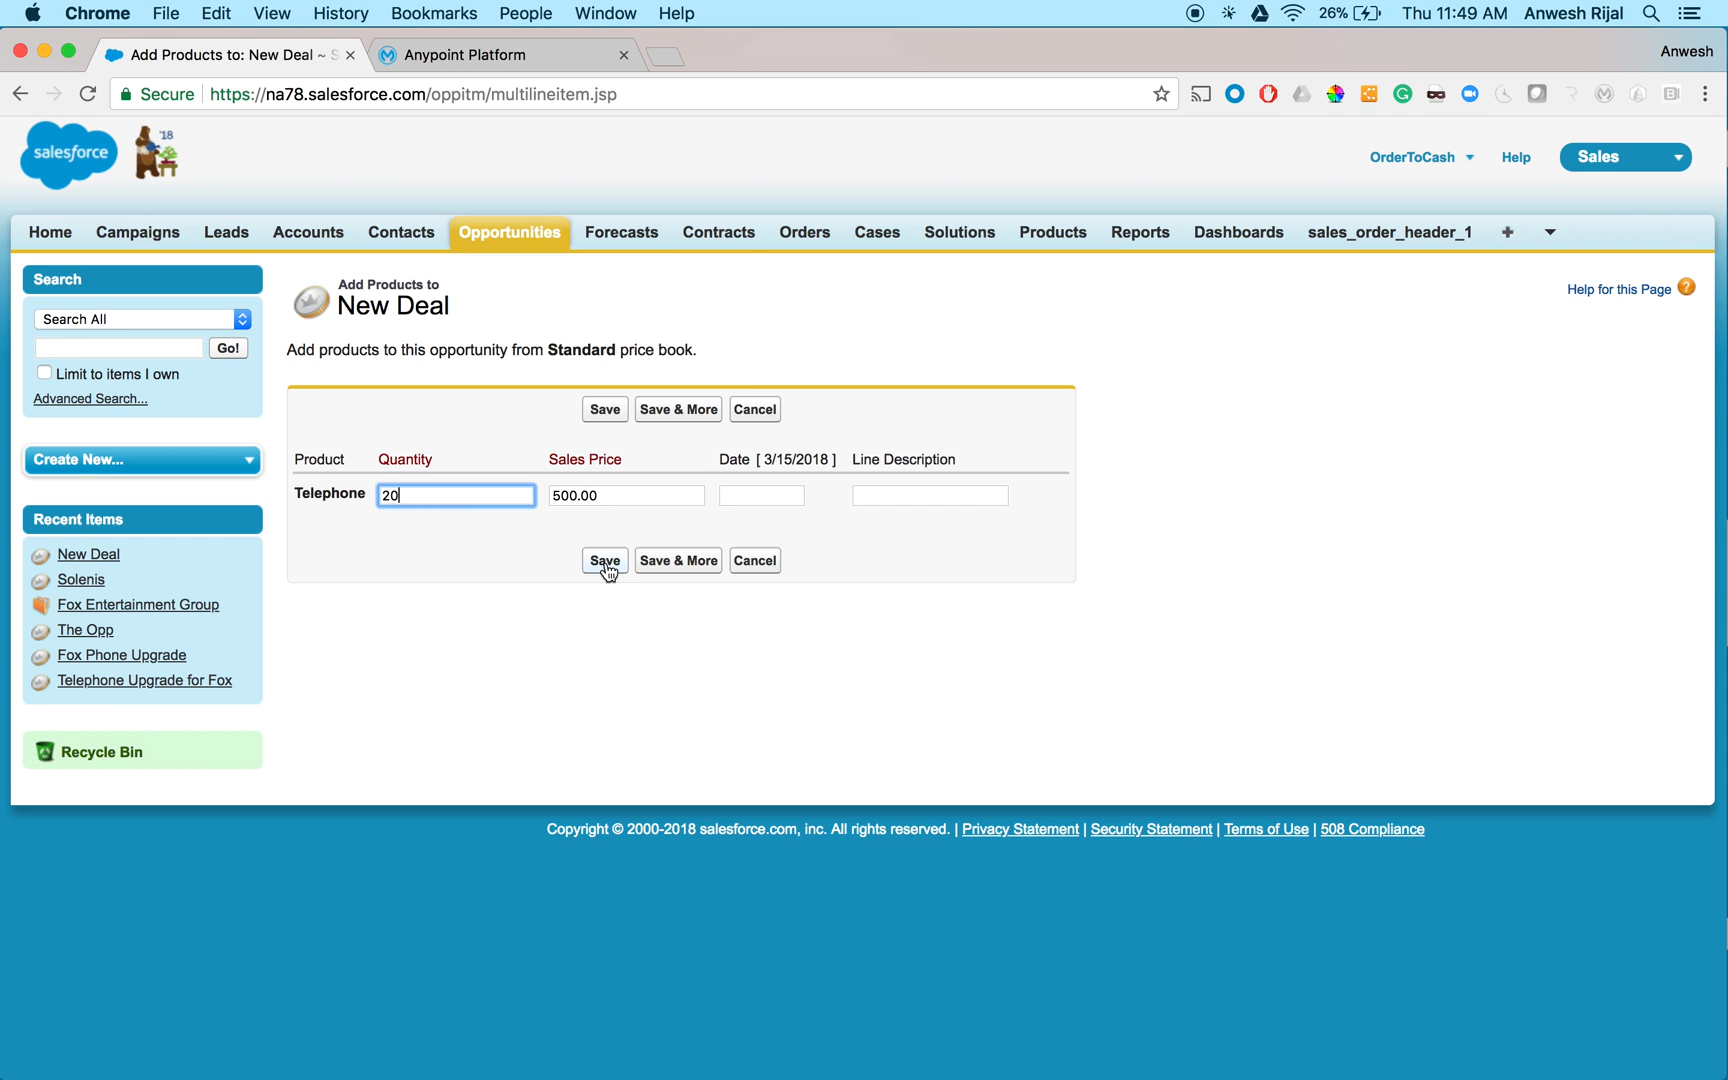 Chrome File Edit View History Bookmarks People Window Help 26% Thu 11:49 AM Anwesh Rijal
Add Products to: New Deal ~ S Anypoint Platform Anwesh
Secure https://na78.salesforce.com/oppitm/multilineitem.jsp
salesforce '18 OrderToCash Help Sales
Home Campaigns Leads Accounts Contacts Opportunities Forecasts Contracts Orders Cases Solutions Products Reports Dashboards sales_order_header_1 +
Search
Search All
Go!
Limit to items I own
Advanced Search...
Create New...
Recent Items
New Deal
Solenis
Fox Entertainment Group
The Opp
Fox Phone Upgrade
Telephone Upgrade for Fox
Recycle Bin
Add Products to
New Deal
Help for this Page ?
Add products to this opportunity from Standard price book.
Save Save & More Cancel
Product Quantity Sales Price Date [ 3/15/2018 ] Line Description
Telephone 20 500.00
Save Save & More Cancel
Copyright © 2000-2018 salesforce.com, inc. All rights reserved. | Privacy Statement | Security Statement | Terms of Use | 508 Compliance